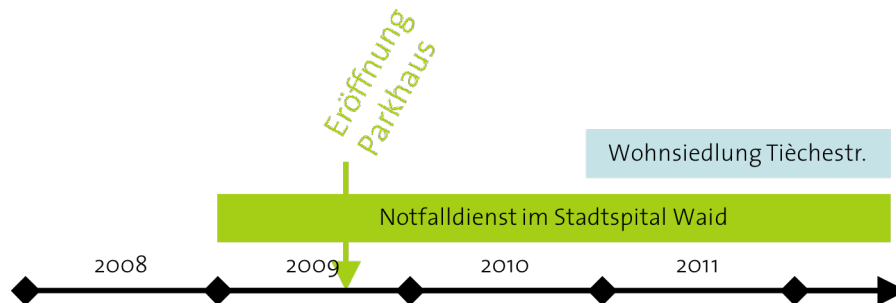 Eröffnung
Parkhaus
Wohnsiedlung Tièchestr.
Notfalldienst im Stadtspital Waid
2008 2009 2010 2011